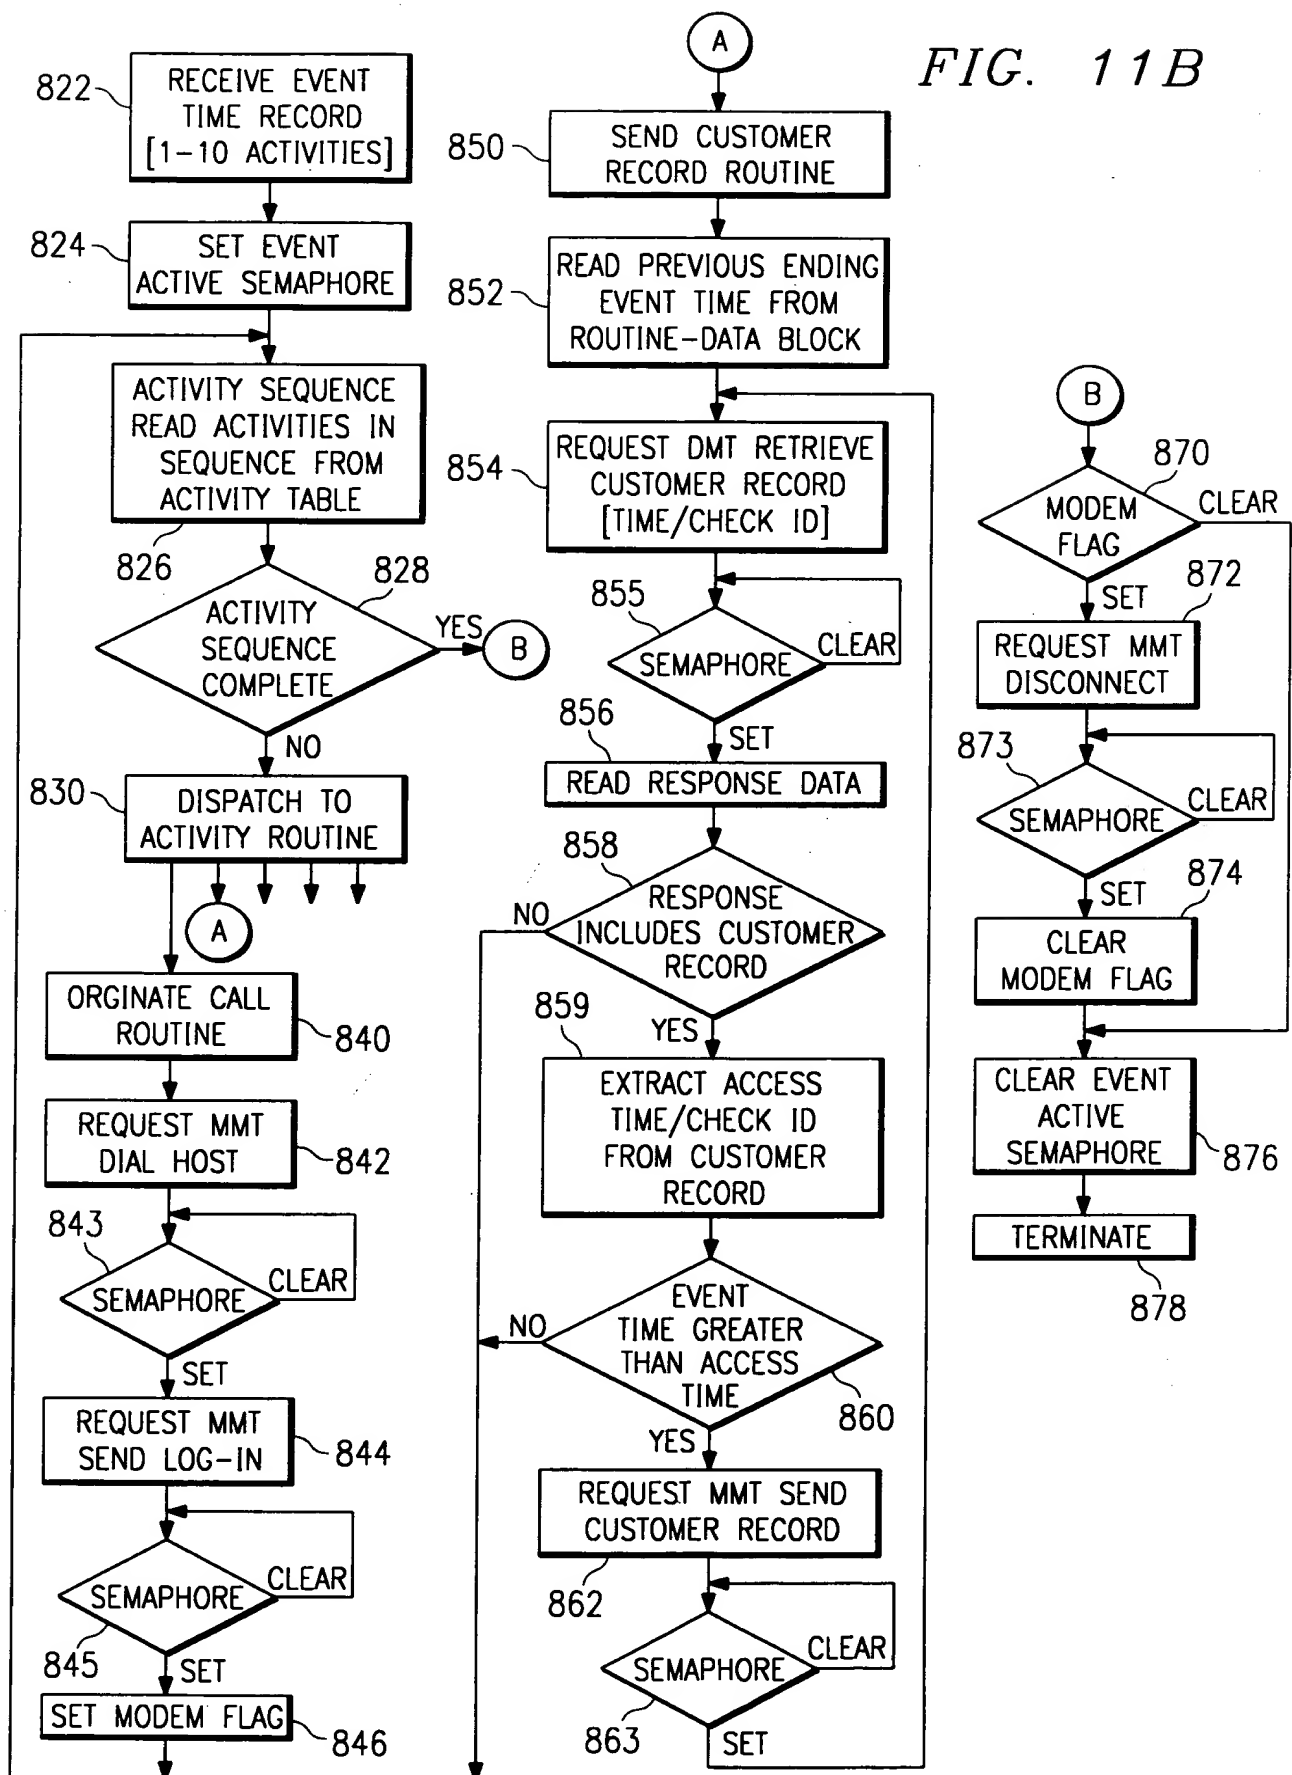 FIG. 11B
822
RECEIVE EVENT
TIME RECORD
[1-10 ACTIVITIES]
824
SET EVENT
ACTIVE SEMAPHORE
ACTIVITY SEQUENCE
READ ACTIVITIES IN
SEQUENCE FROM
ACTIVITY TABLE
826
828
ACTIVITY
SEQUENCE
COMPLETE
YES
B
NO
830
DISPATCH TO
ACTIVITY ROUTINE
A
ORGINATE CALL
ROUTINE
840
REQUEST MMT
DIAL HOST
842
843
SEMAPHORE
CLEAR
SET
REQUEST MMT
SEND LOG-IN
844
SEMAPHORE
CLEAR
845
SET
SET MODEM FLAG
846
A
850
SEND CUSTOMER
RECORD ROUTINE
852
READ PREVIOUS ENDING
EVENT TIME FROM
ROUTINE-DATA BLOCK
854
REQUEST DMT RETRIEVE
CUSTOMER RECORD
[TIME/CHECK ID]
855
SEMAPHORE
CLEAR
856
SET
READ RESPONSE DATA
858
RESPONSE
INCLUDES CUSTOMER
RECORD
NO
YES
859
EXTRACT ACCESS
TIME/CHECK ID
FROM CUSTOMER
RECORD
EVENT
TIME GREATER
THAN ACCESS
TIME
NO
860
YES
REQUEST MMT SEND
CUSTOMER RECORD
862
SEMAPHORE
CLEAR
863
SET
B
870
MODEM
FLAG
CLEAR
SET
872
REQUEST MMT
DISCONNECT
873
SEMAPHORE
CLEAR
SET
874
CLEAR
MODEM FLAG
CLEAR EVENT
ACTIVE
SEMAPHORE
876
TERMINATE
878